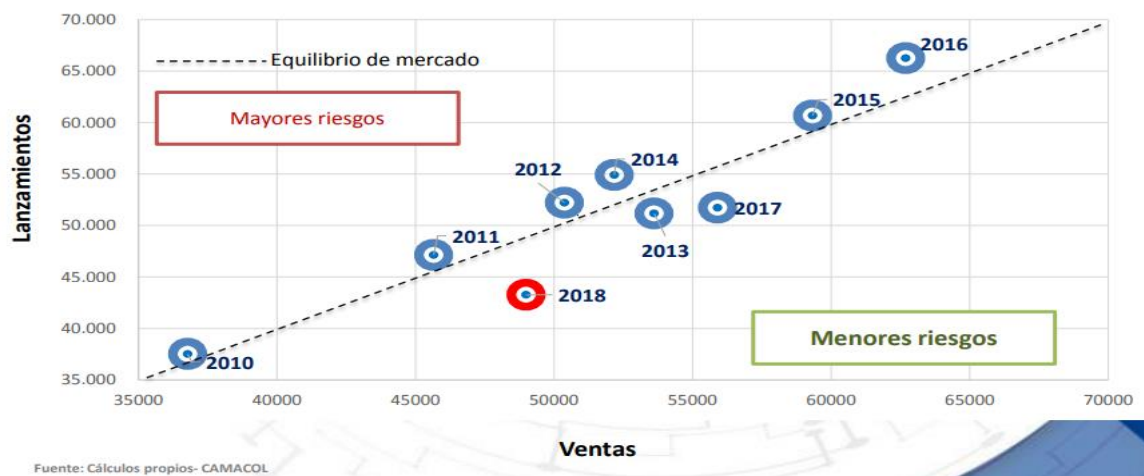 70.000
65.000
60.000
55.000
50.000
45.000
40.000
35.000
Lanzamientos
Equilibrio de mercado
Mayores riesgos
2016
2015
2014
2012
2017
2013
2011
2018
2010
Menores riesgos
35000 40000 45000 50000 55000 60000 65000 70000
Ventas
Fuente: Cálculos propios- CAMACOL